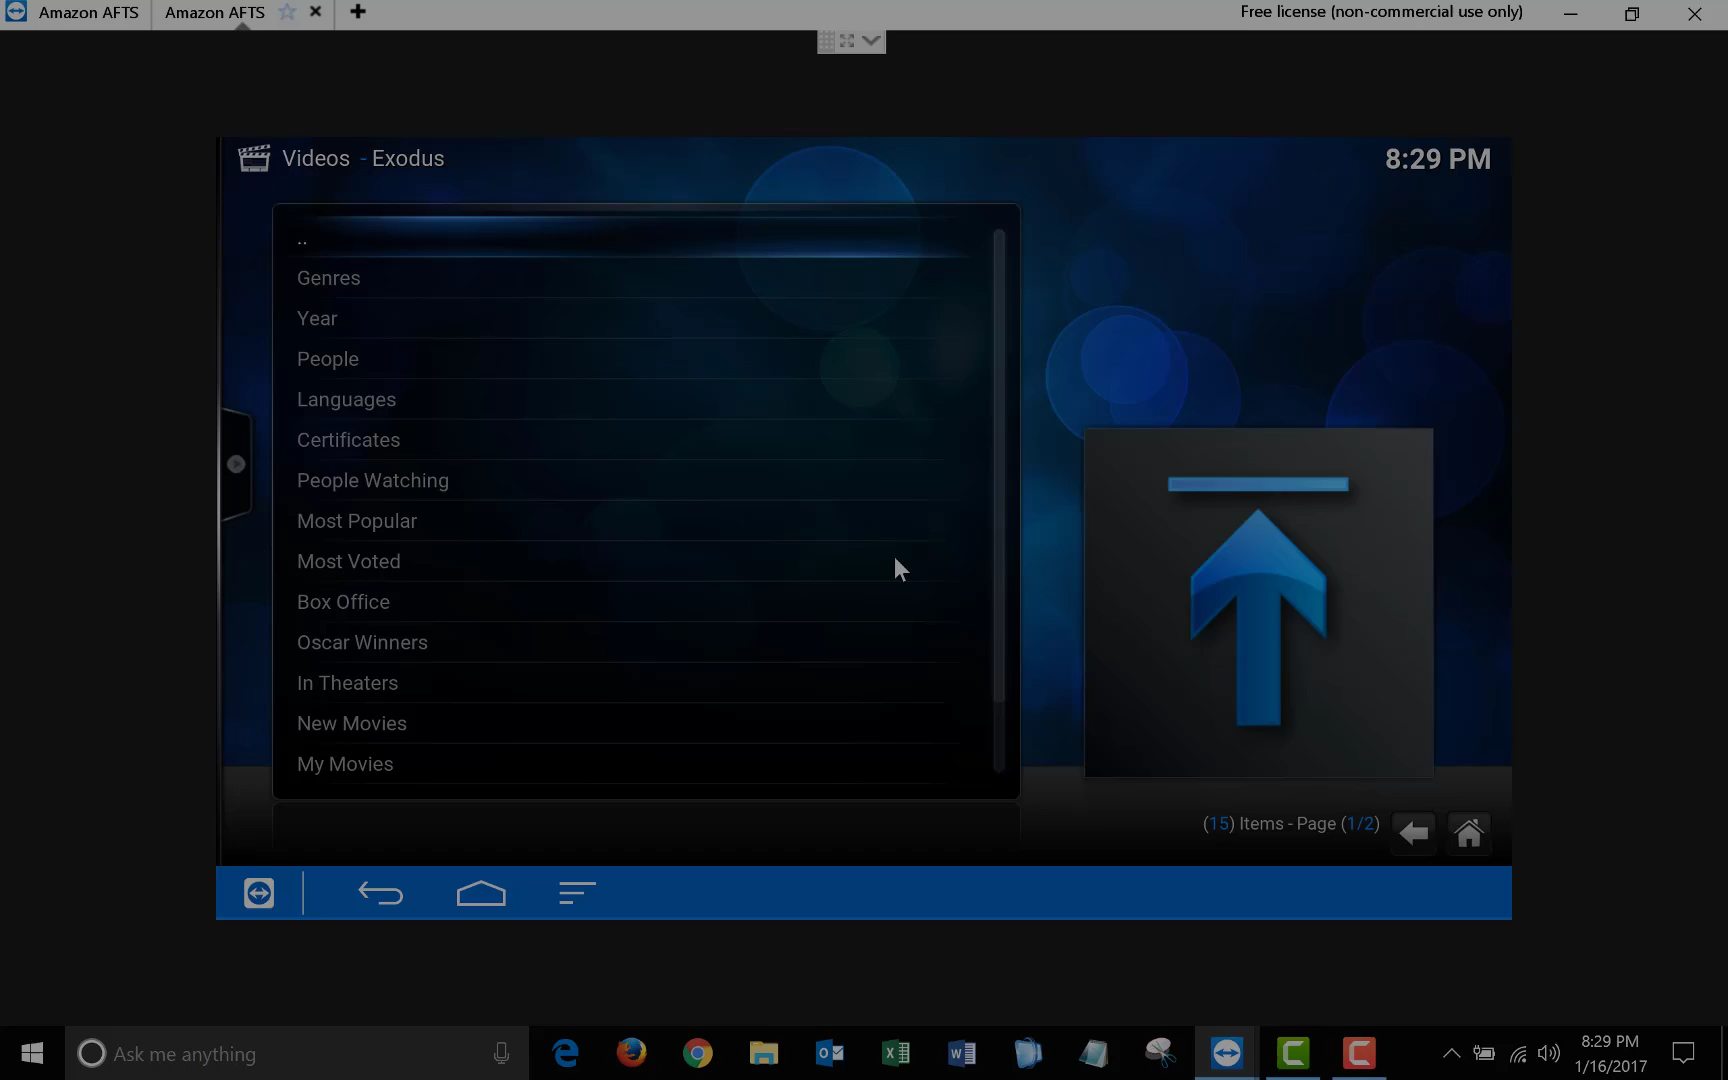 Amazon AFTS
Amazon AFTS
Free license (non-commercial use only)
Videos - Exodus
8:29 PM
..
Genres
Year
People
Languages
Certificates
People Watching
Most Popular
Most Voted
Box Office
Oscar Winners
In Theaters
New Movies
My Movies
(15) Items - Page (1/2)
Ask me anything
8:29 PM
1/16/2017